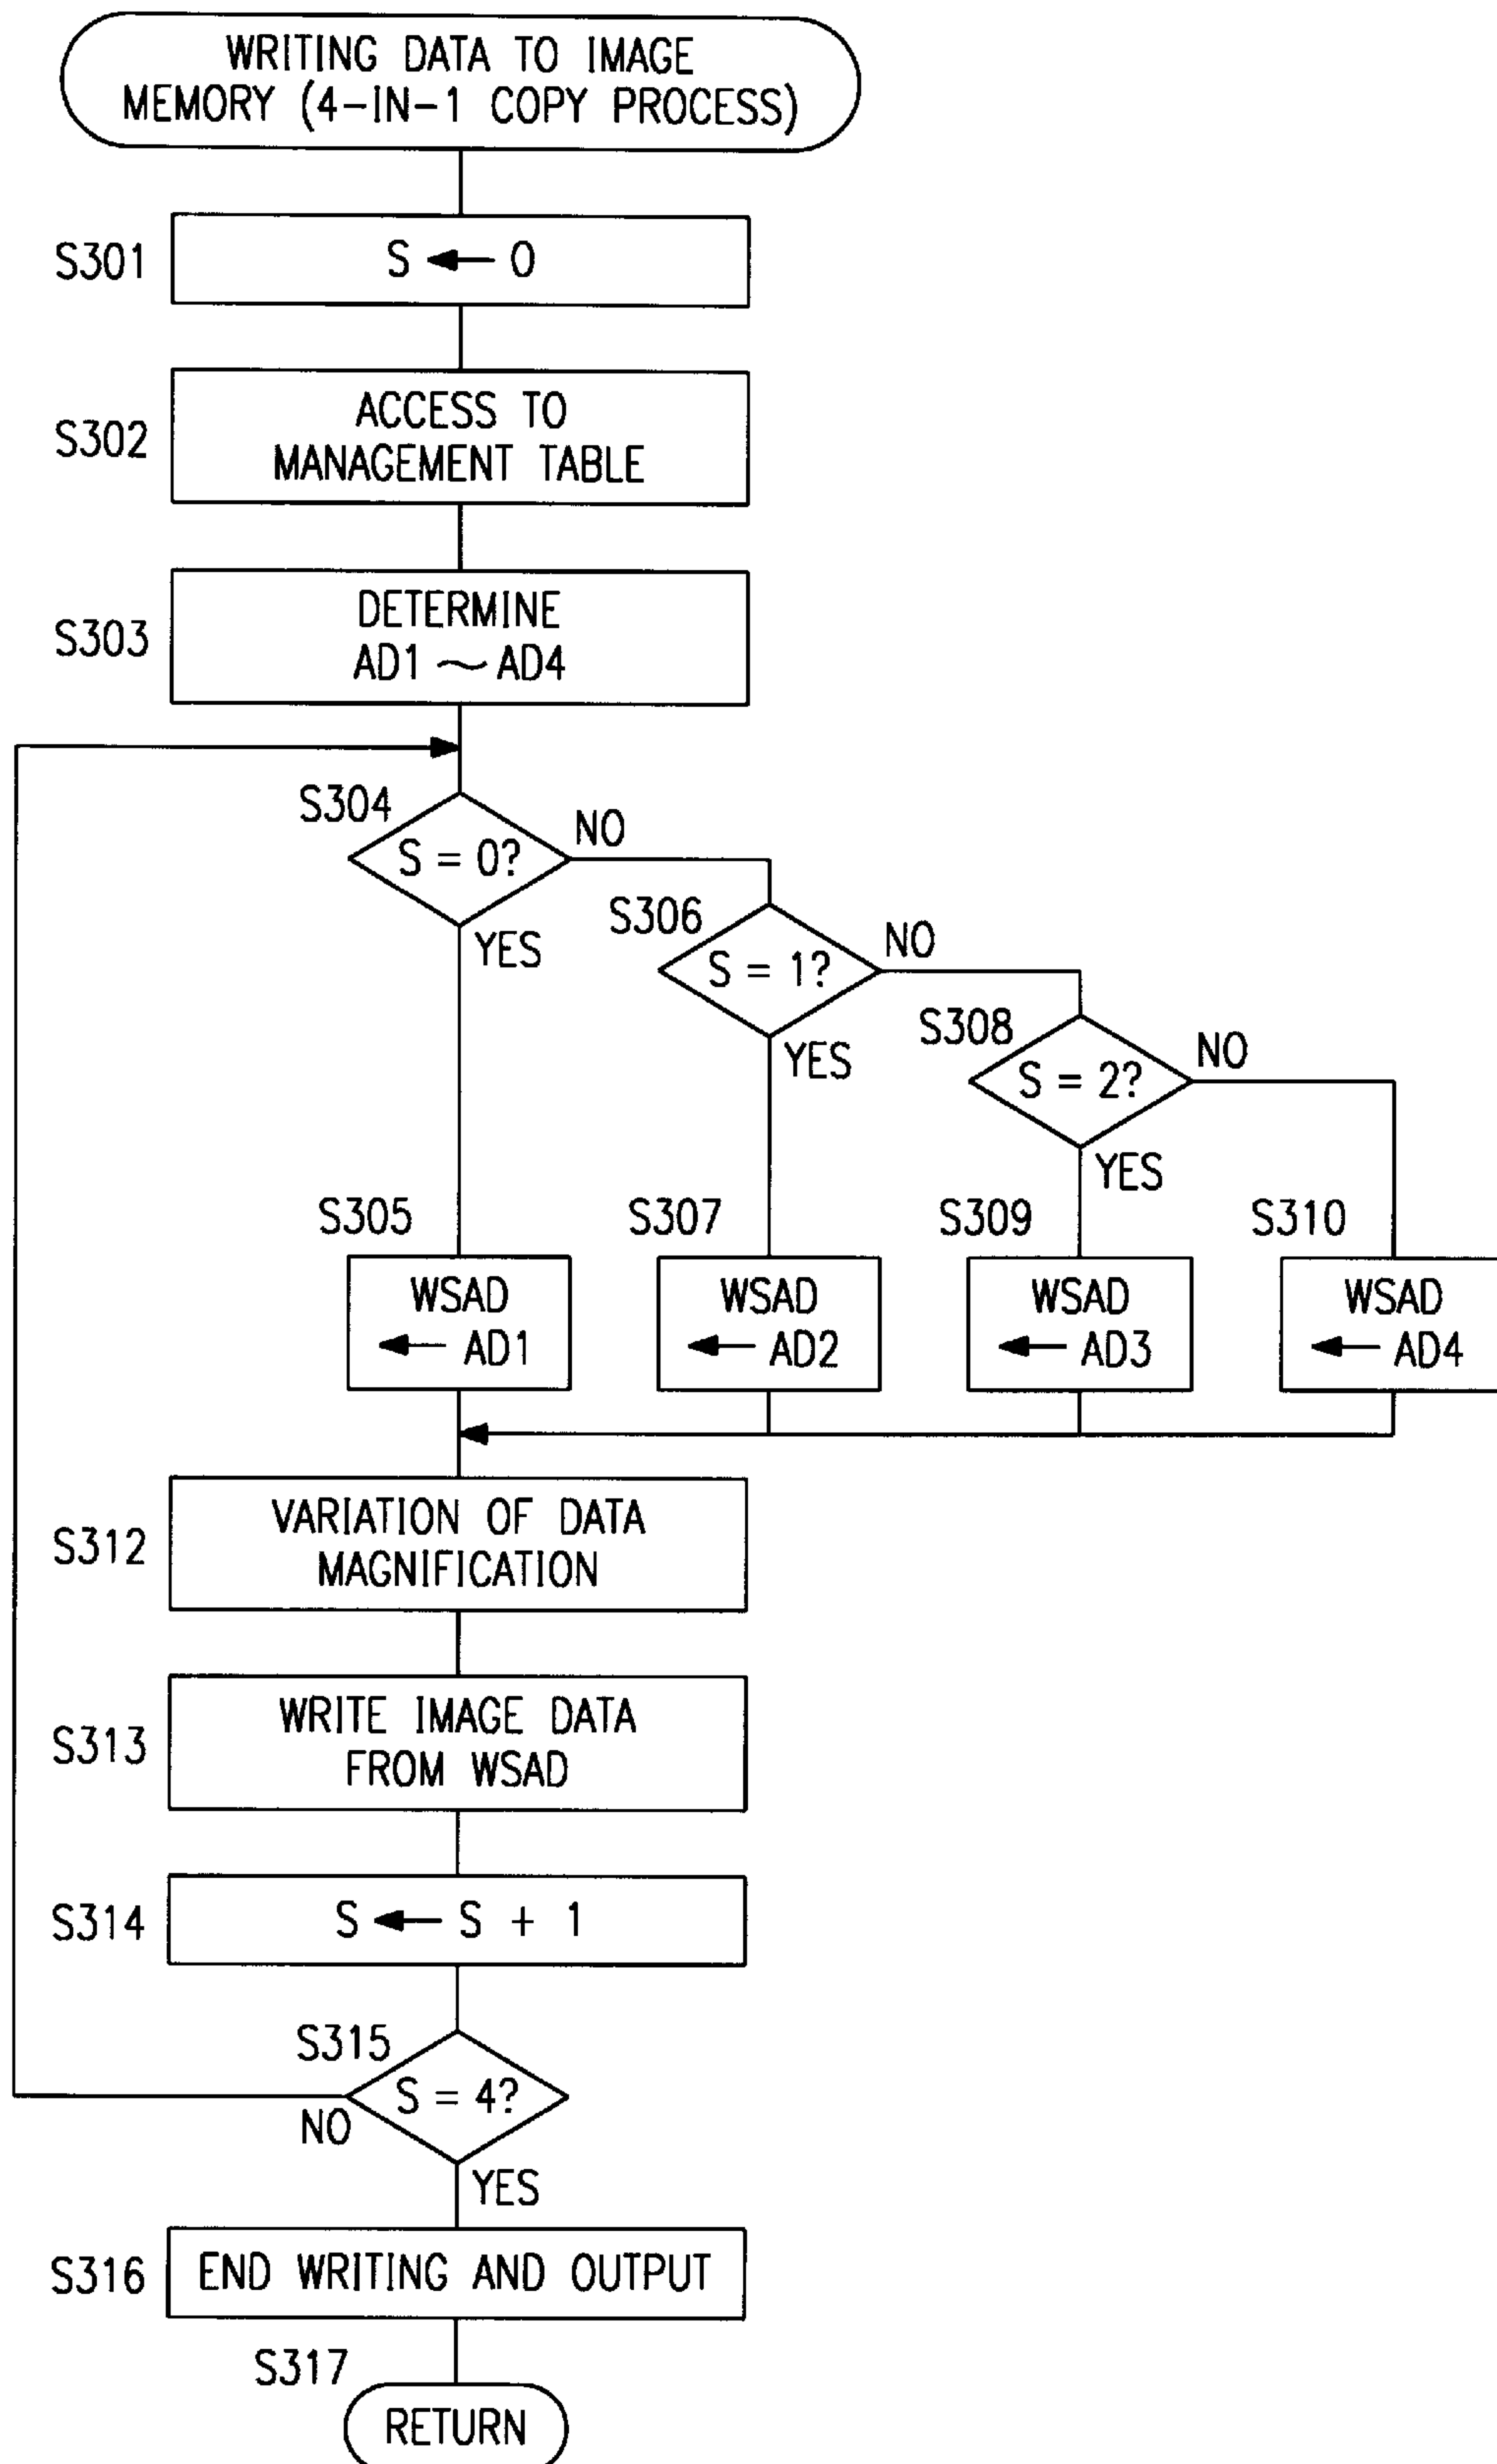 WRITING DATA TO IMAGE
MEMORY (4-IN-1 COPY PROCESS)
S301
S ← 0
S302
ACCESS TO
MANAGEMENT TABLE
S303
DETERMINE
AD1 ~ AD4
S304
S = 0?
NO
YES
S306
S = 1?
NO
YES
S308
S = 2?
NO
YES
S305
WSAD
← AD1
S307
WSAD
← AD2
S309
WSAD
← AD3
S310
WSAD
← AD4
S312
VARIATION OF DATA
MAGNIFICATION
S313
WRITE IMAGE DATA
FROM WSAD
S314
S ← S + 1
S315
S = 4?
NO
YES
S316
END WRITING AND OUTPUT
S317
RETURN